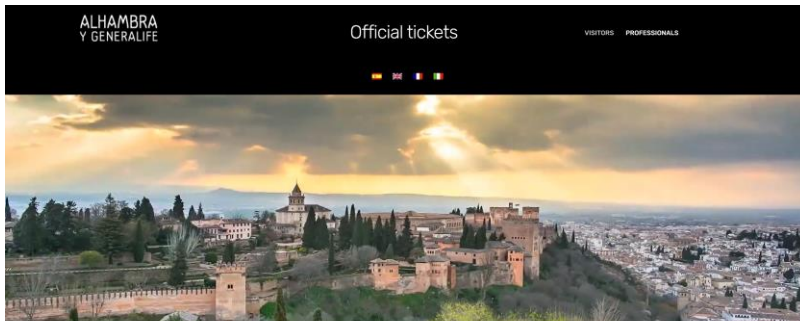 ALHAMBRA
Y GENERALIFE
Official tickets
VISITORS PROFESSIONALS